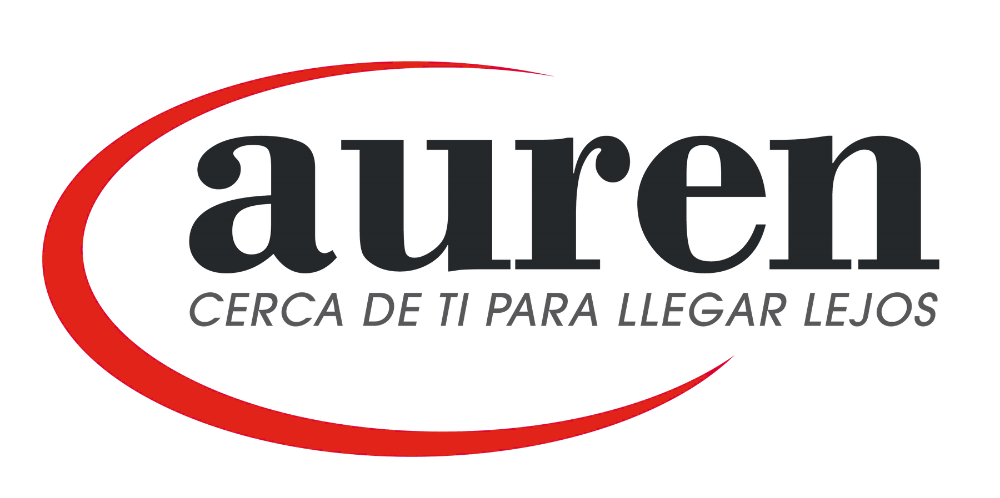 auren
CERCA DE TI PARA LLEGAR LEJOS